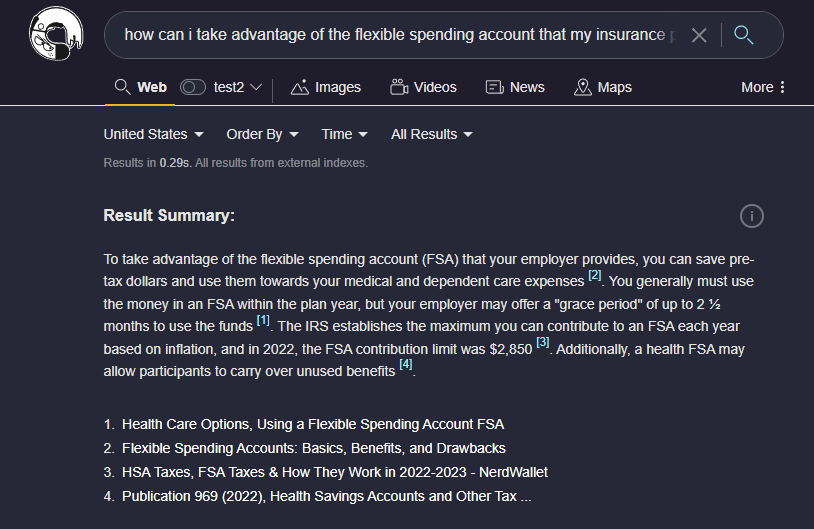 how can i take advantage of the flexible spending account that my insurance
Web test2 Images Videos News Maps More
United States Order By Time All Results
Results in 0.29s. All results from external indexes.
Result Summary:
To take advantage of the flexible spending account (FSA) that your employer provides, you can save pre-
tax dollars and use them towards your medical and dependent care expenses [2]. You generally must use
the money in an FSA within the plan year, but your employer may offer a "grace period" of up to 2 ½
months to use the funds [1]. The IRS establishes the maximum you can contribute to an FSA each year
based on inflation, and in 2022, the FSA contribution limit was $2,850 [3]. Additionally, a health FSA may
allow participants to carry over unused benefits [4].
1. Health Care Options, Using a Flexible Spending Account FSA
2. Flexible Spending Accounts: Basics, Benefits, and Drawbacks
3. HSA Taxes, FSA Taxes & How They Work in 2022-2023 - NerdWallet
4. Publication 969 (2022), Health Savings Accounts and Other Tax ...